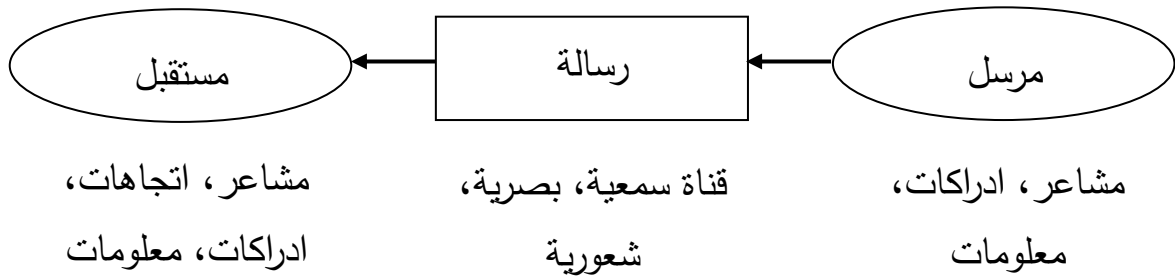 مرسل
رسالة
مستقبل
مشاعر، ادراكات،
معلومات
قناة سمعية، بصرية،
شعورية
مشاعر، اتجاهات،
ادراكات، معلومات